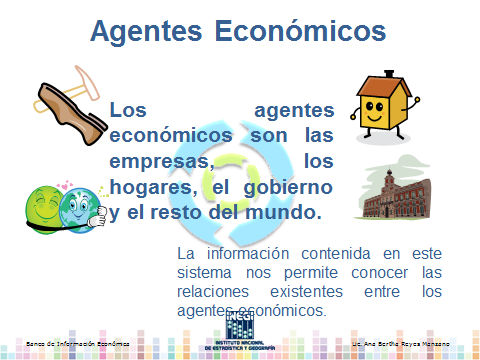 Agentes Económicos
Los agentes
económicos son las
empresas, los
hogares, el gobierno
y el resto del mundo.
La información contenida en este
sistema nos permite conocer las
relaciones existentes entre los
agentes económicos.
INEGI
INSTITUTO NACIONAL
DE ESTADISTICA Y GEOGRAFÍA
Banco de Información Económica
Lic. Ana Bertha Reyes Manzano